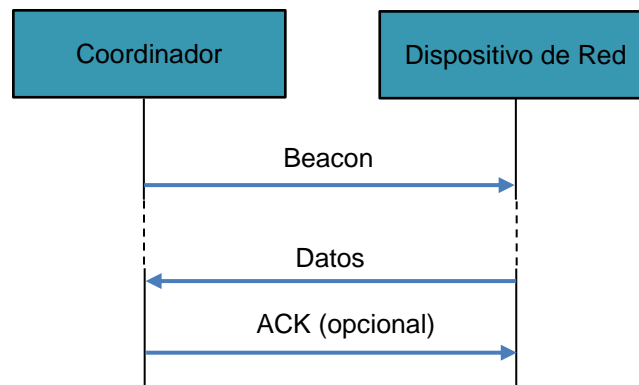 Coordinador
Dispositivo de Red
Beacon
Datos
ACK (opcional)